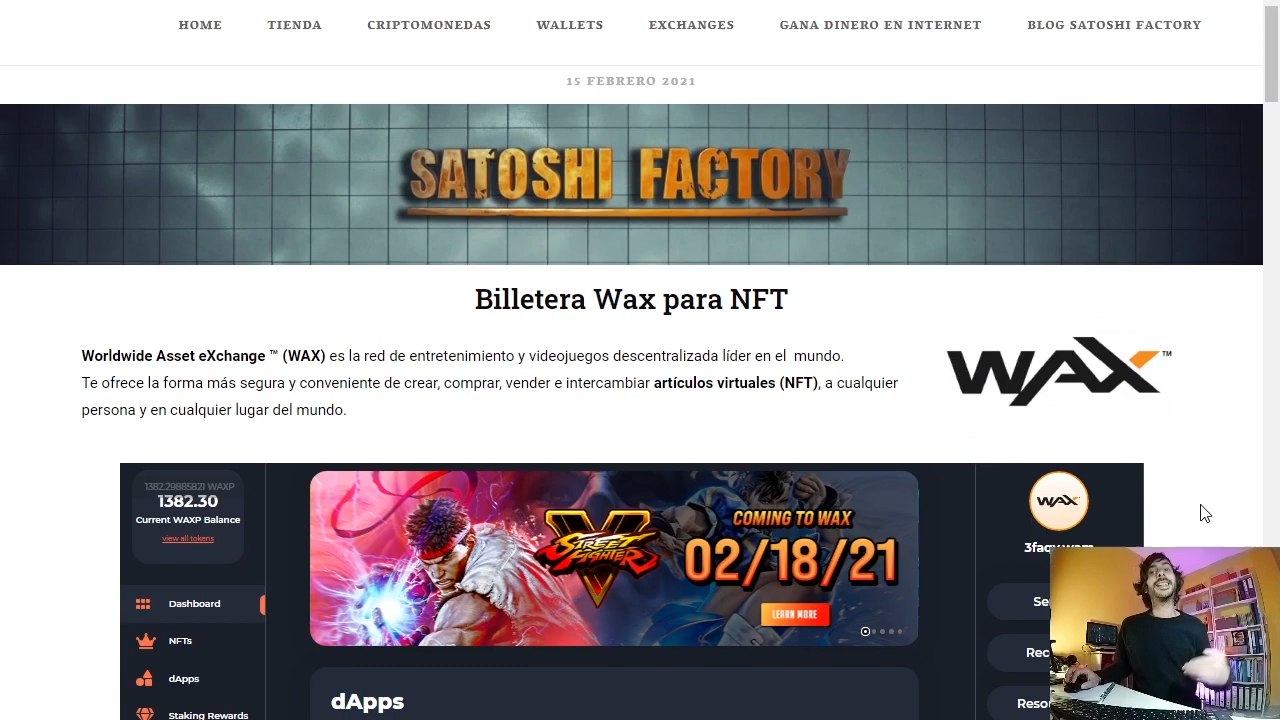 HOME TIENDA CRIPTOMONEDAS WALLETS EXCHANGES GANA DINERO EN INTERNET BLOG SATOSHI FACTORY
15 FEBRERO 2021
SATOSHI FACTORY
Billetera Wax para NFT
Worldwide Asset eXchange ™ (WAX) es la red de entretenimiento y videojuegos descentralizada líder en el mundo.
Te ofrece la forma más segura y conveniente de crear, comprar, vender e intercambiar artículos virtuales (NFT), a cualquier
persona y en cualquier lugar del mundo.
WAX™
1382.29885821 WAXP
1382.30
Current WAXP Balance
view all tokens
Dashboard
NFTs
dApps
Staking Rewards
STREET FIGHTER V
COMING TO WAX
02/18/21
LEARN MORE
dApps
WAX